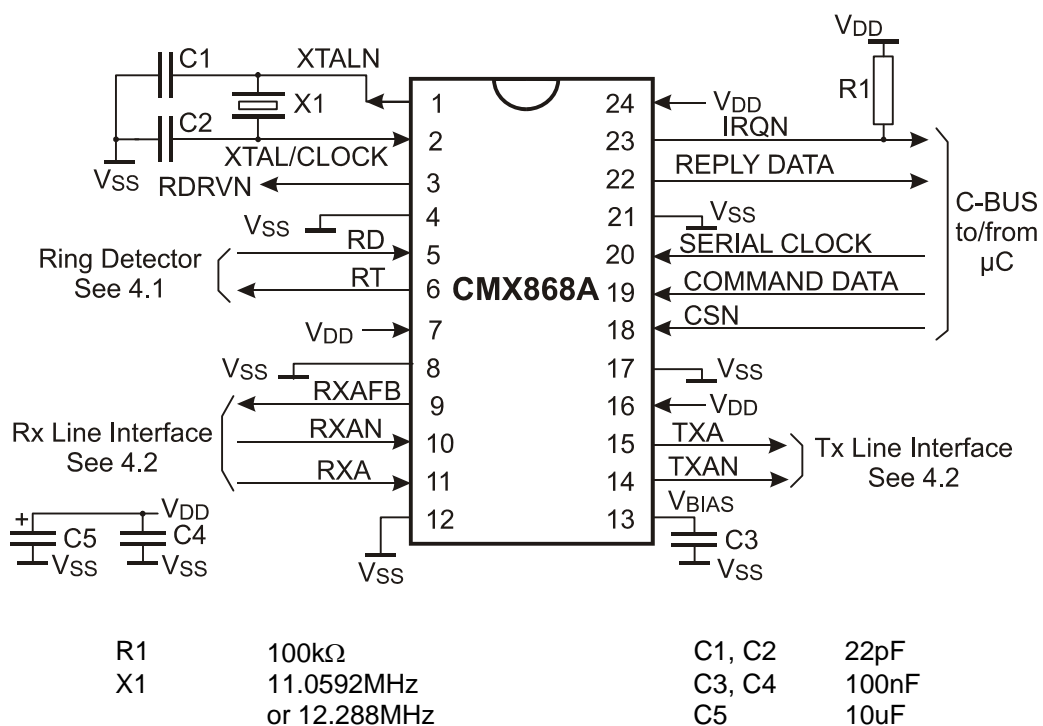 VDD
C1
XTALN
R1
X1
C2
XTAL/CLOCK
VSS
RDRVN
VSS
Ring Detector
See 4.1
RD
RT
VDD
VSS
RXAFB
Rx Line Interface
See 4.2
RXAN
RXA
+
VDD
C5
C4
VSS
VSS
VSS
1
2
3
4
5
6
7
8
9
10
11
12
CMX868A
24
23
22
21
20
19
18
17
16
15
14
13
VDD
IRQN
REPLY DATA
VSS
SERIAL CLOCK
COMMAND DATA
CSN
C-BUS
to/from
µC
VSS
VDD
TXA
TXAN
Tx Line Interface
See 4.2
VBIAS
C3
VSS
R1 100kΩ C1, C2 22pF
X1 11.0592MHz C3, C4 100nF
or 12.288MHz C5 10uF